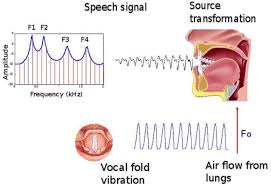 Speech signal
Source
transformation
F1 F2
F3 F4
Amplitude
Frequency (kHz)
Fo
Vocal fold
vibration
Air flow from
lungs